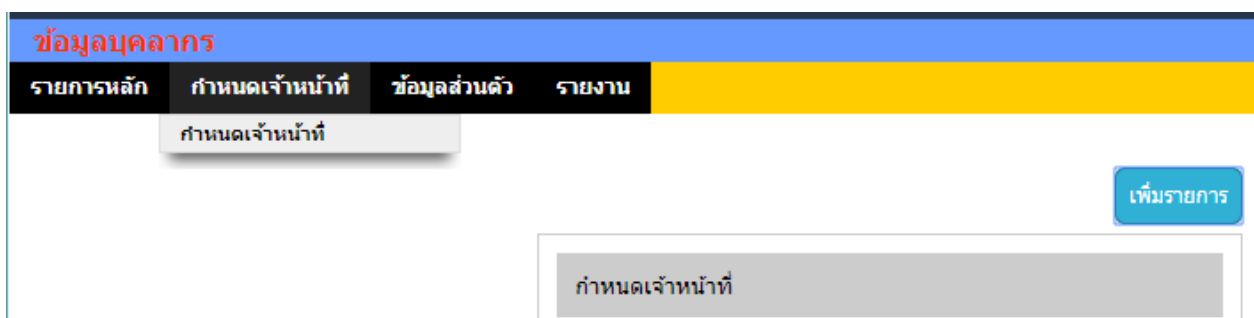 ข้อมูลบุคลากร
รายการหลัก กำหนดเจ้าหน้าที่ ข้อมูลส่วนตัว รายงาน
กำหนดเจ้าหน้าที่
เพิ่มรายการ
กำหนดเจ้าหน้าที่